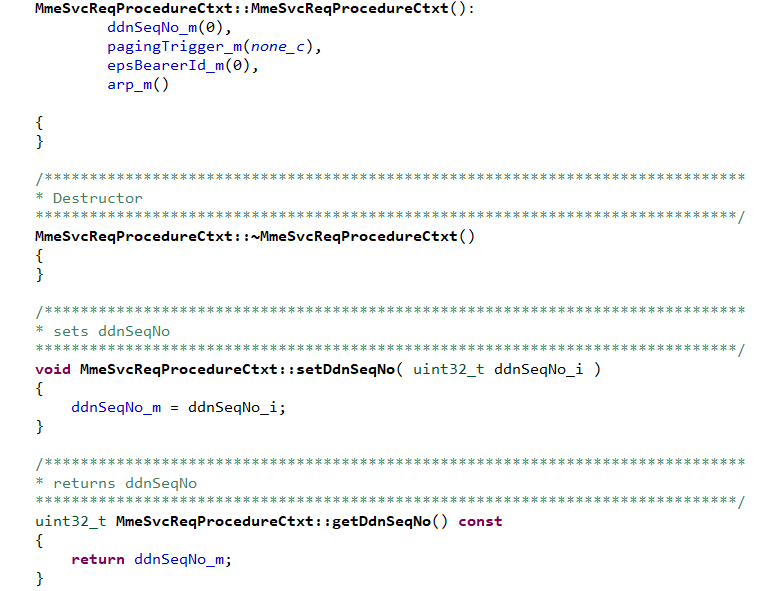 MmeSvcReqProcedureCtxt::MmeSvcReqProcedureCtxt():
        ddnSeqNo_m(0),
        pagingTrigger_m(none_c),
        epsBearerId_m(0),
        arp_m()

{
}

/******************************************************************************
* Destructor
******************************************************************************/
MmeSvcReqProcedureCtxt::~MmeSvcReqProcedureCtxt()
{
}

/******************************************************************************
* sets ddnSeqNo
******************************************************************************/
void MmeSvcReqProcedureCtxt::setDdnSeqNo( uint32_t ddnSeqNo_i )
{
    ddnSeqNo_m = ddnSeqNo_i;
}

/******************************************************************************
* returns ddnSeqNo
******************************************************************************/
uint32_t MmeSvcReqProcedureCtxt::getDdnSeqNo() const
{
    return ddnSeqNo_m;
}